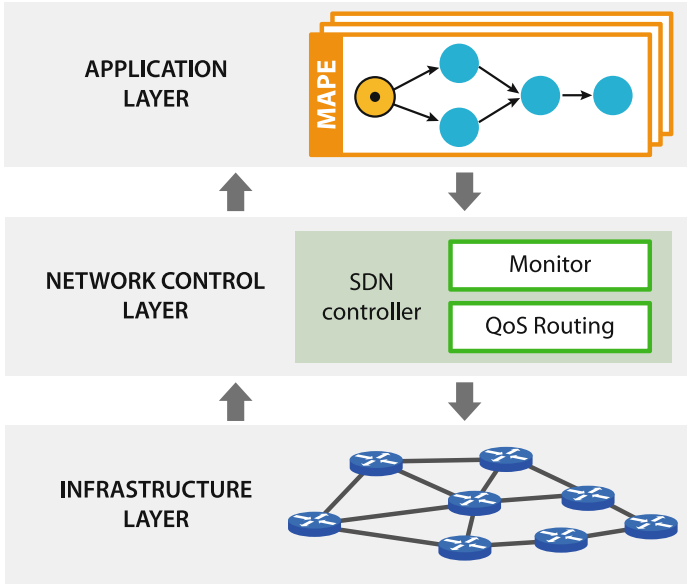 APPLICATION
LAYER
MAPE
NETWORK CONTROL
LAYER
SDN
controller
Monitor
QoS Routing
INFRASTRUCTURE
LAYER